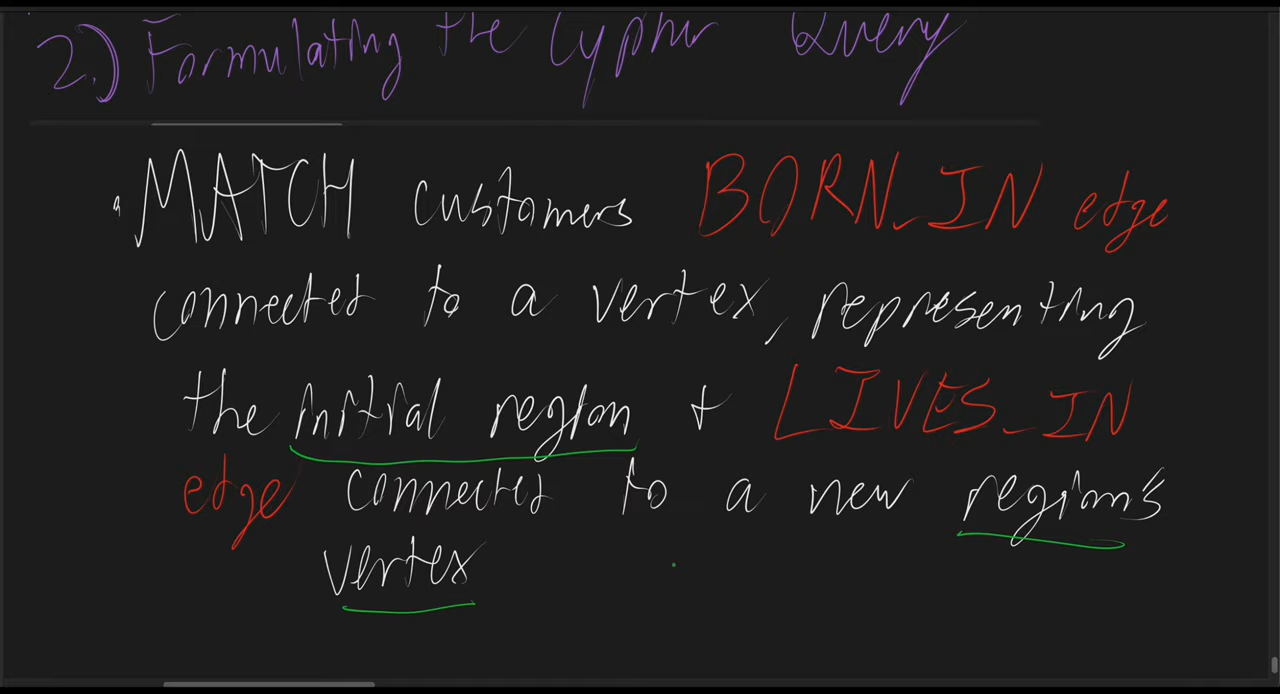 2.) Formulating the Cypher Query
MATCH customers BORN_IN edge
connected to a vertex, representing
the initial region + LIVES_IN
edge connected to a new region's
vertex